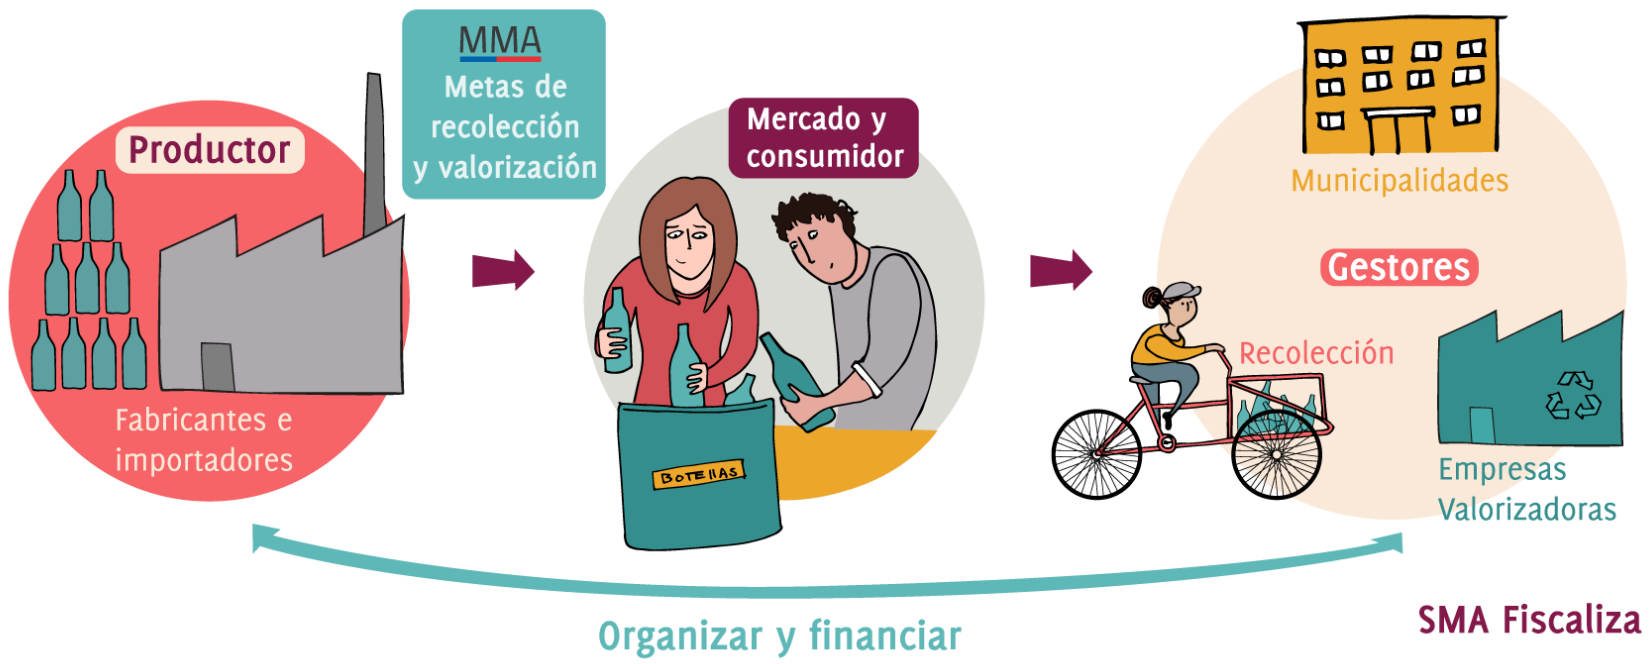 Productor
Fabricantes e
importadores
MMA
Metas de
recolección
y valorización
Mercado y
consumidor
BOTEllAS
Municipalidades
Gestores
Recolección
Empresas
Valorizadoras
Organizar y financiar
SMA Fiscaliza